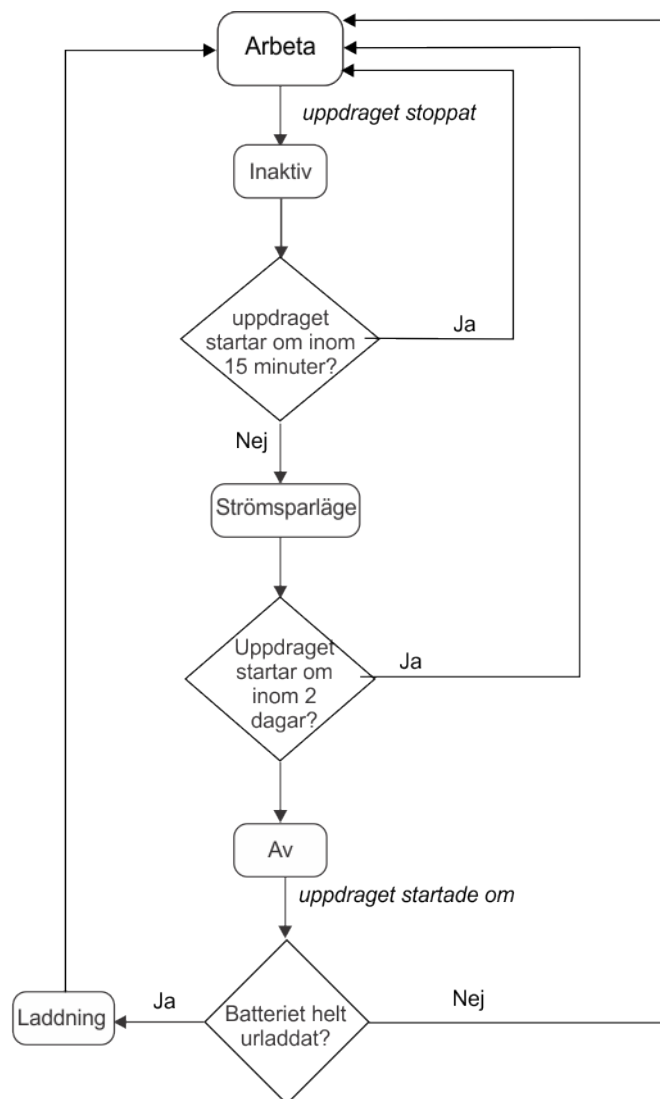 Arbeta
uppdraget stoppat
Inaktiv
uppdraget
startar om inom
15 minuter?
Ja
Nej
Strömsparläge
Uppdraget
startar om
inom 2
dagar?
Ja
Av
uppdraget startade om
Batteriet helt
urladdat?
Ja
Nej
Laddning